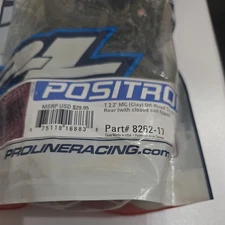 POSITRO
MSRP USD $29.95
2.2" MC (Clay) Off-Road
Rear (with closed cell foam)
Part# 8262-17
PROLINERACING.COM